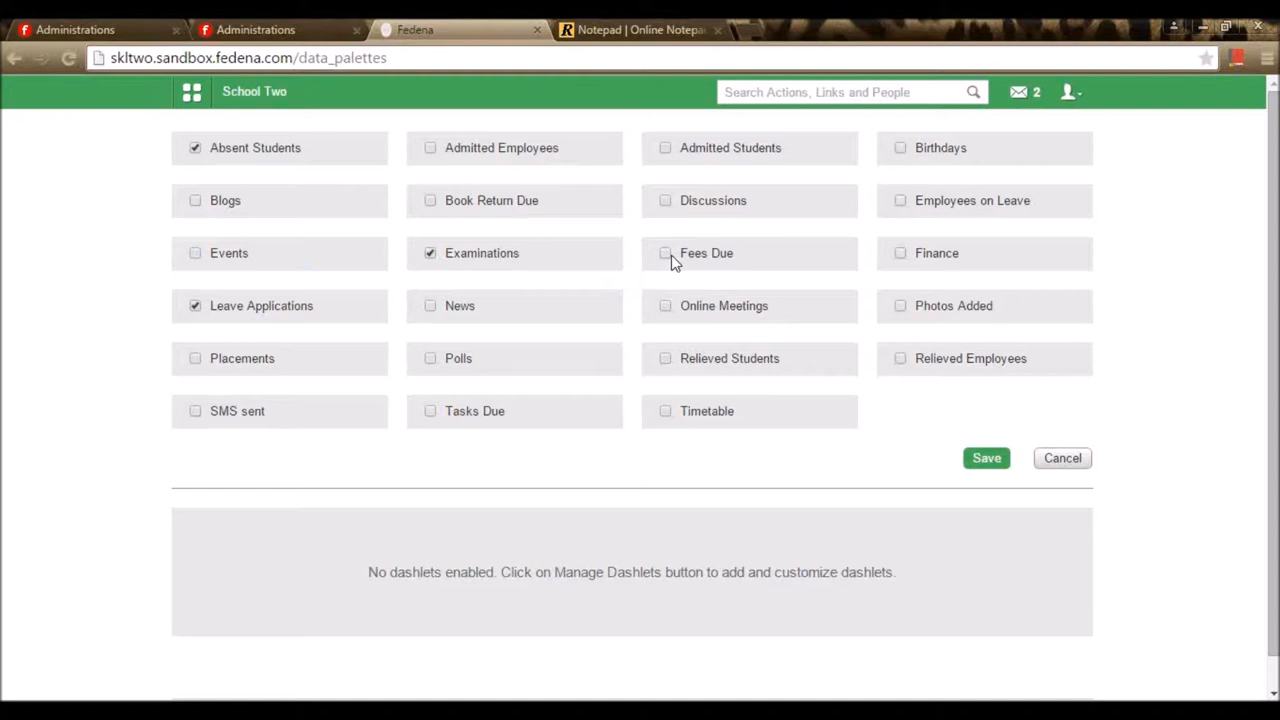 Administrations
Administrations
Fedena
Notepad | Online Notepa
skltwo.sandbox.fedena.com/data_palettes
School Two
Search Actions, Links and People
2
Absent Students
Admitted Employees
Admitted Students
Birthdays
Blogs
Book Return Due
Discussions
Employees on Leave
Events
Examinations
Fees Due
Finance
Leave Applications
News
Online Meetings
Photos Added
Placements
Polls
Relieved Students
Relieved Employees
SMS sent
Tasks Due
Timetable
Save
Cancel
No dashlets enabled. Click on Manage Dashlets button to add and customize dashlets.